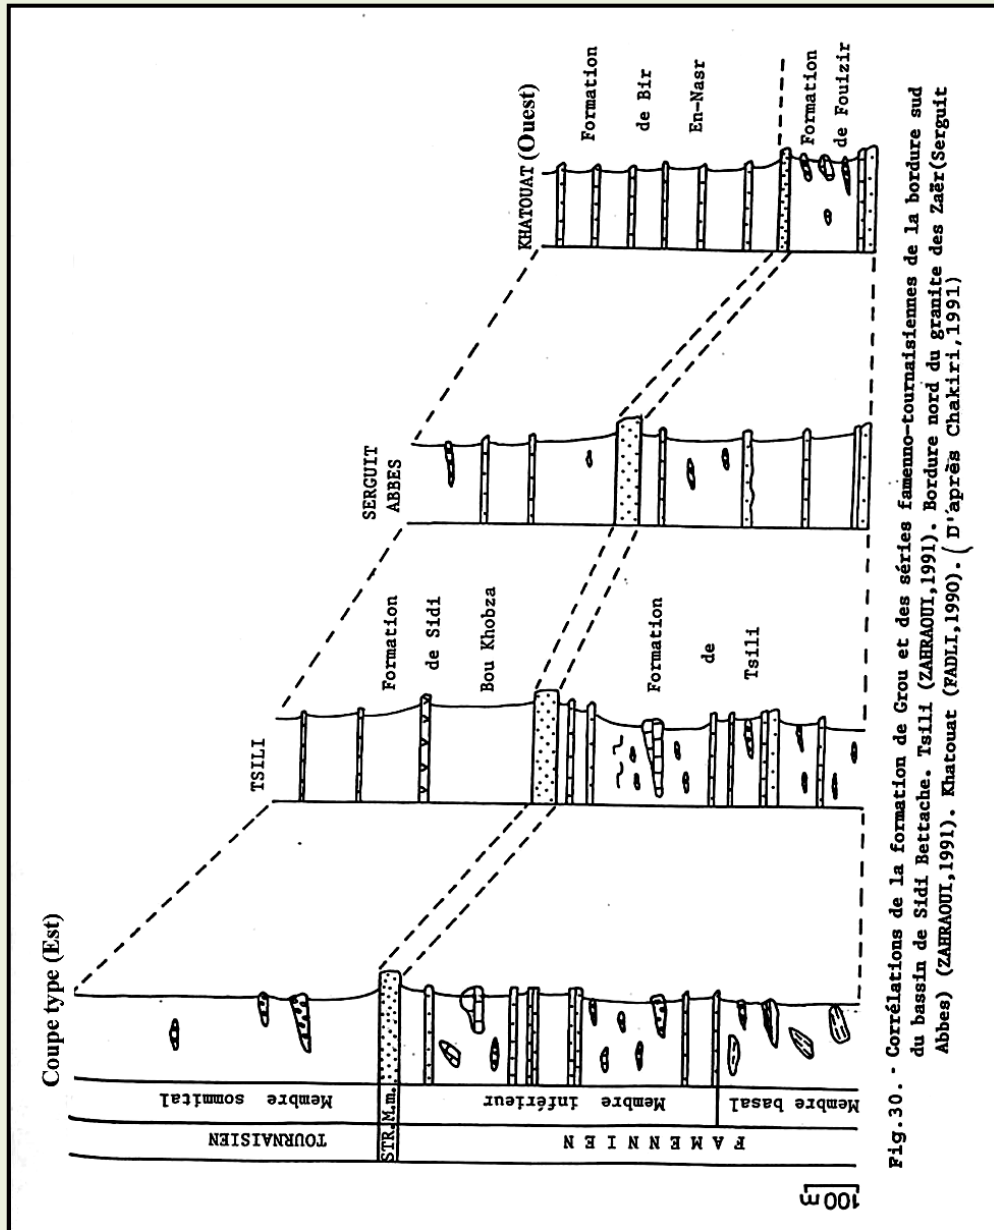 Coupe type (Est)
TSILI
SERGUIT
ABBES
KHATOUAT (Ouest)
TOURNAISIEN
STR.
FAMENNIEN
Membre sommital
M.m.
Membre inférieur
Membre basal
Formation
de Sidi
Bou Khobza
Formation
de
Tsili
Formation
de Bir
En-Nasr
Formation
de Fouizir
100m
Fig.30. - Corrélations de la formation de Grou et des séries famenno-tournaisiennes de la bordure sud
du bassin de Sidi Bettache. Tsili (ZAHRAOUI,1991). Bordure nord du granite des Zaër(Serguit
Abbes) (ZAHRAOUI,1991). Khatouat (FADLI,1990). (D'après Chakiri,1991)